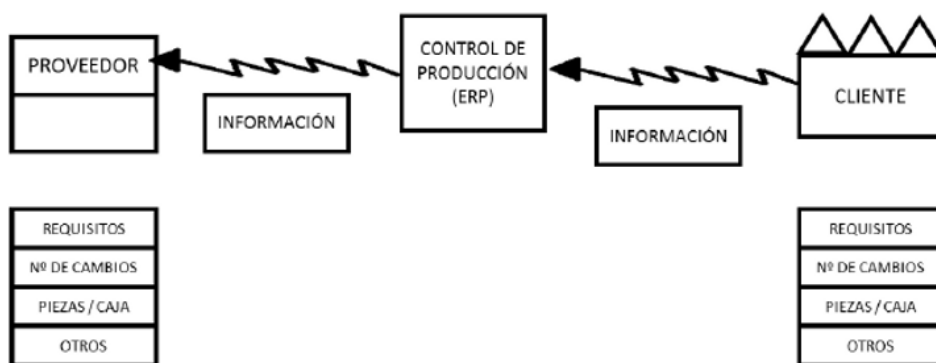 PROVEEDOR
INFORMACIÓN
CONTROL DE
PRODUCCIÓN
(ERP)
INFORMACIÓN
CLIENTE
REQUISITOS
Nº DE CAMBIOS
PIEZAS / CAJA
OTROS
REQUISITOS
Nº DE CAMBIOS
PIEZAS / CAJA
OTROS